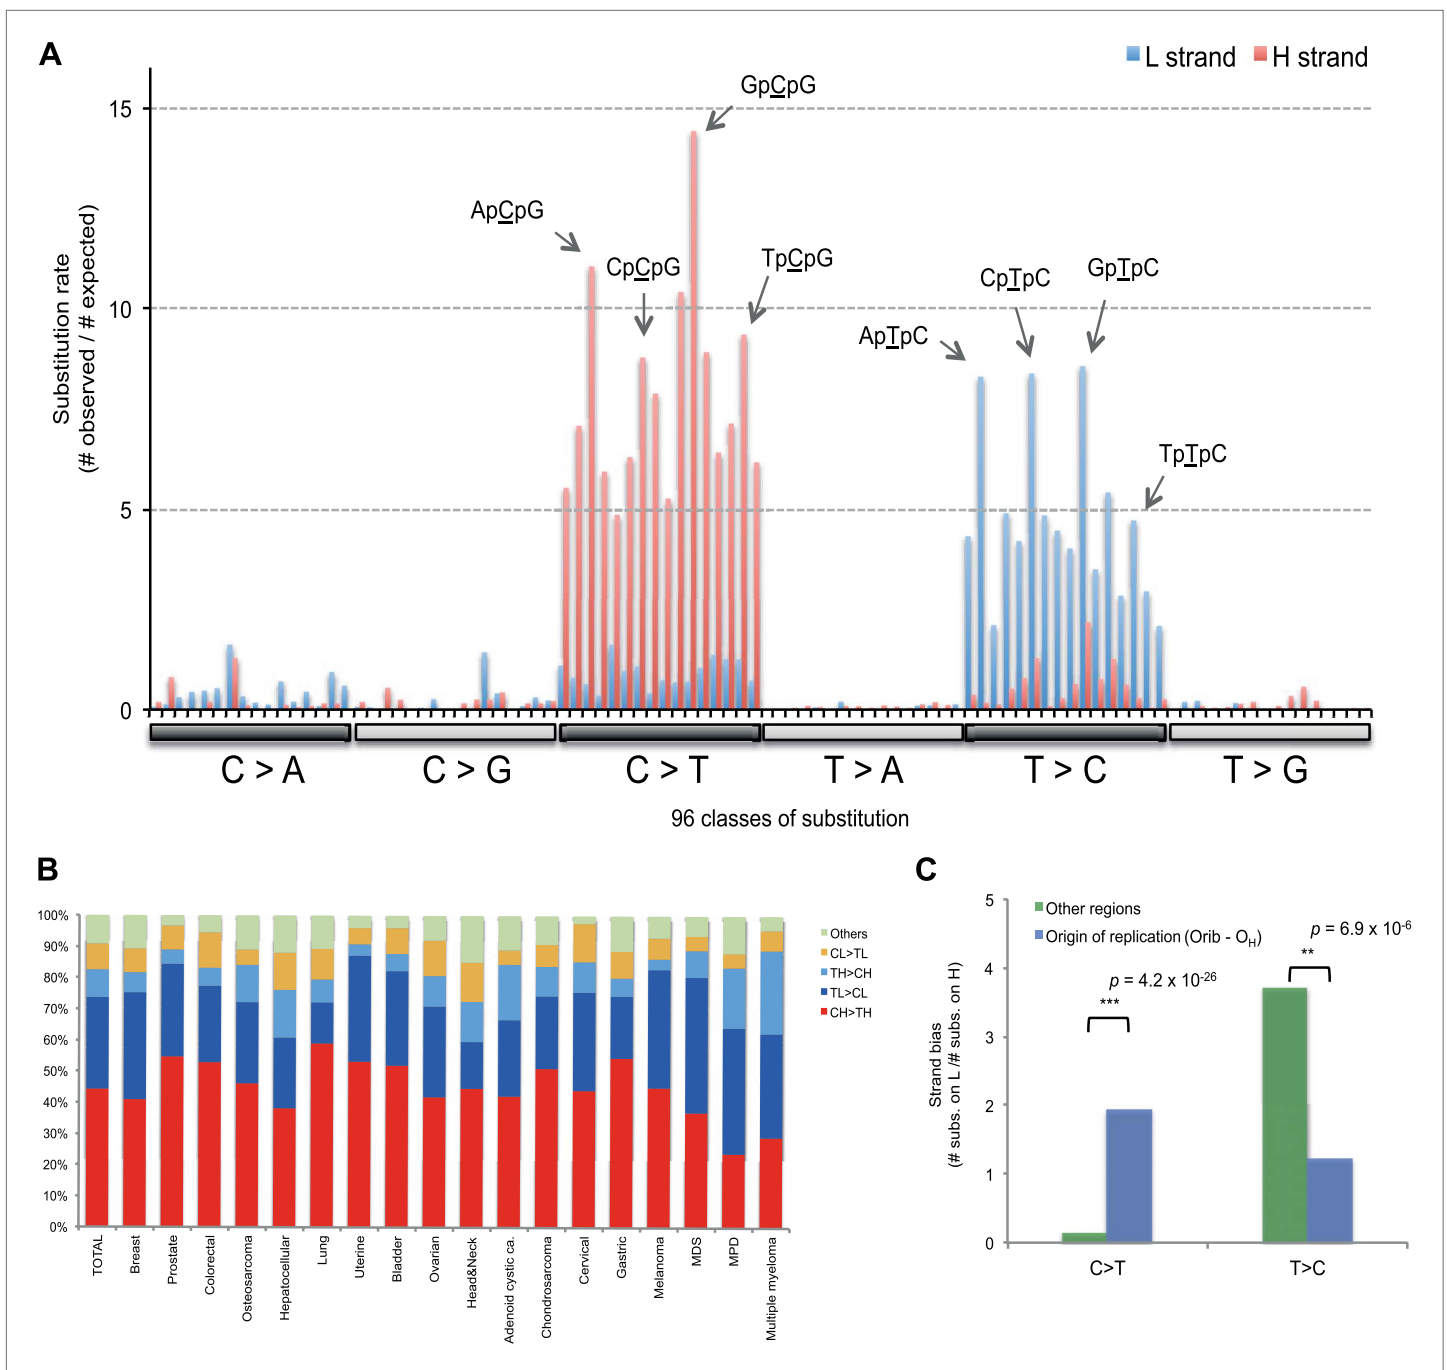 A
L strand
H strand
GpCpG
15
ApCpG
CpCpG
TpCpG
CpTpC
GpTpC
ApTpC
TpTpC
10
5
0
Substitution rate
(# observed / # expected)
C > A
C > G
C > T
T > A
T > C
T > G
96 classes of substitution
B
100%
90%
80%
70%
60%
50%
40%
30%
20%
10%
0%
Others
CL>TL
TH>CH
TL>CL
CH>TH
TOTAL
Breast
Prostate
Colorectal
Osteosarcoma
Hepatocellular
Lung
Uterine
Bladder
Ovarian
Head&Neck
Adenoid cystic ca.
Chondrosarcoma
Cervical
Gastric
Melanoma
MDS
MPD
Multiple myeloma
C
5
4
3
2
1
0
Strand bias
(# subs. on L /# subs. on H)
Other regions
Origin of replication (Orib - OH)
p = 6.9 x 10-6
**
p = 4.2 x 10-26
***
C>T
T>C